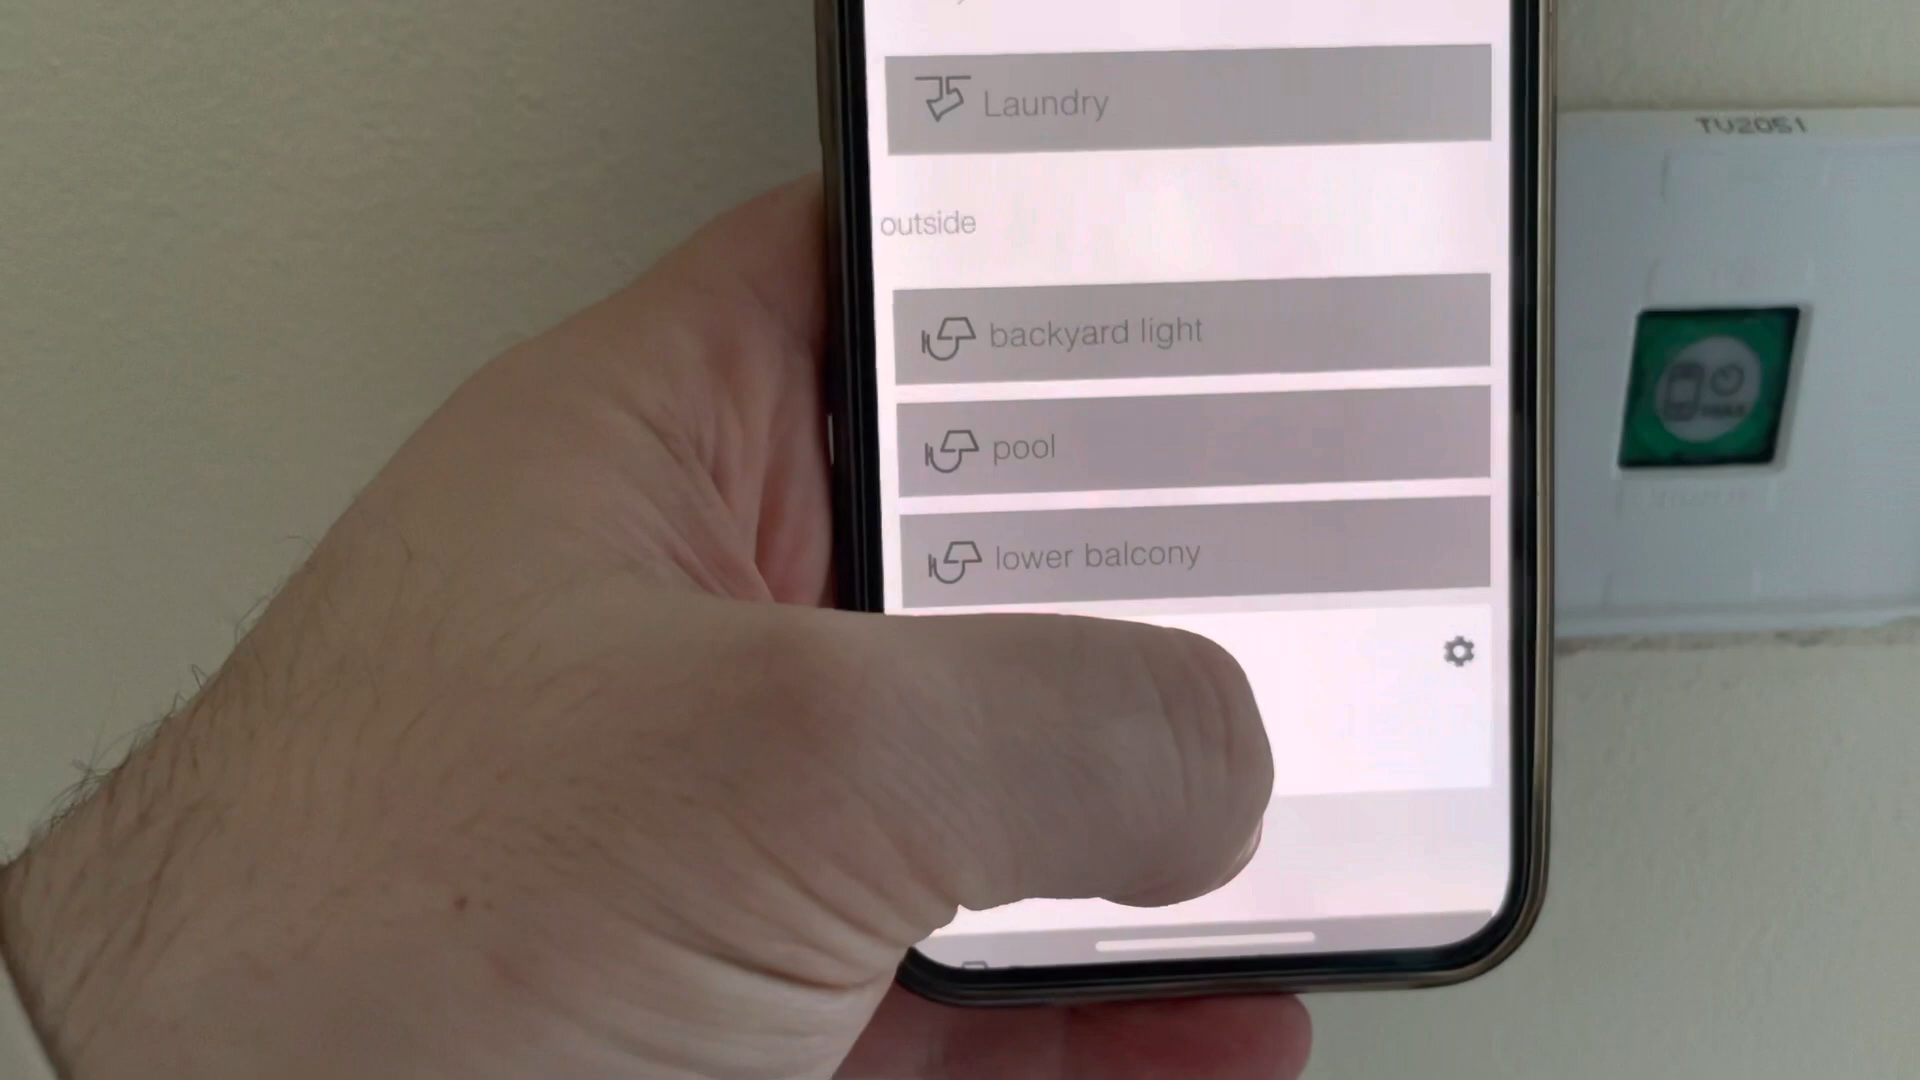 Laundry
outside
backyard light
pool
lower balcony
TU2051